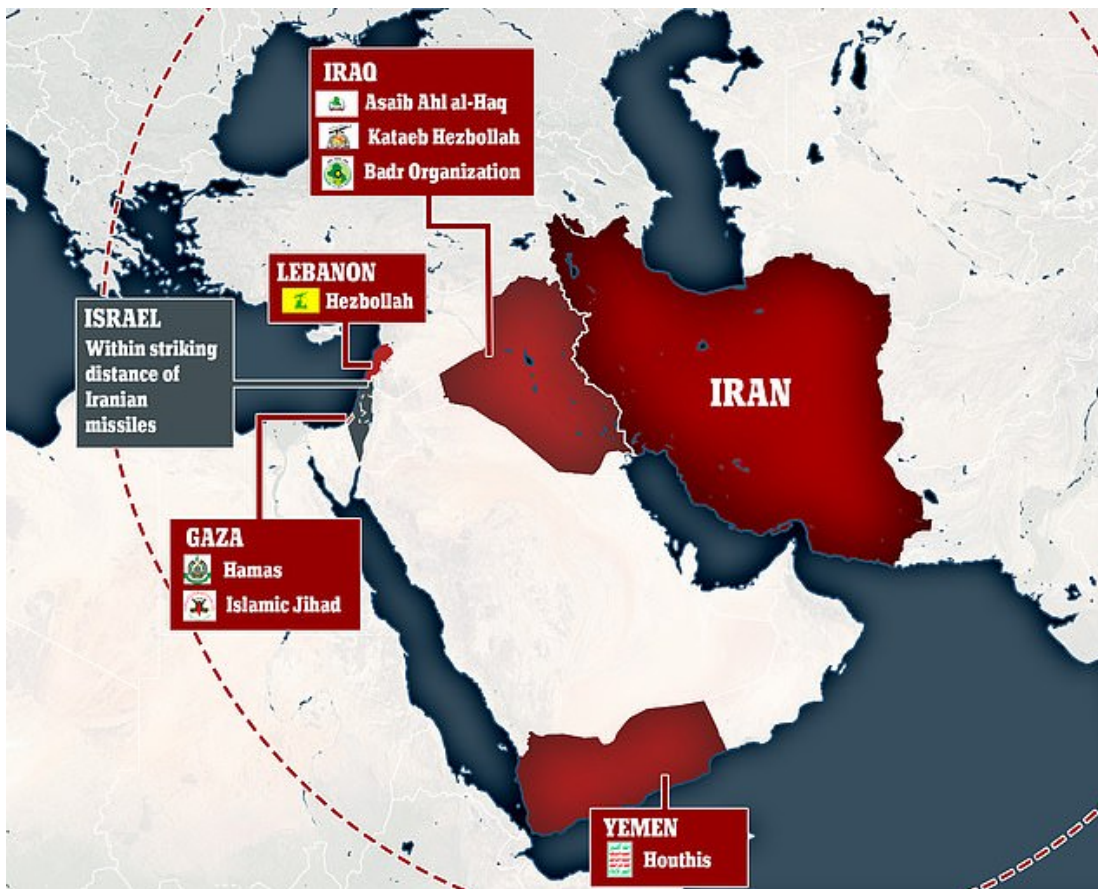 IRAQ
Asaib Ahl al-Haq
Kataeb Hezbollah
Badr Organization
LEBANON
Hezbollah
ISRAEL
Within striking
distance of
Iranian
missiles
IRAN
GAZA
Hamas
Islamic Jihad
YEMEN
Houthis